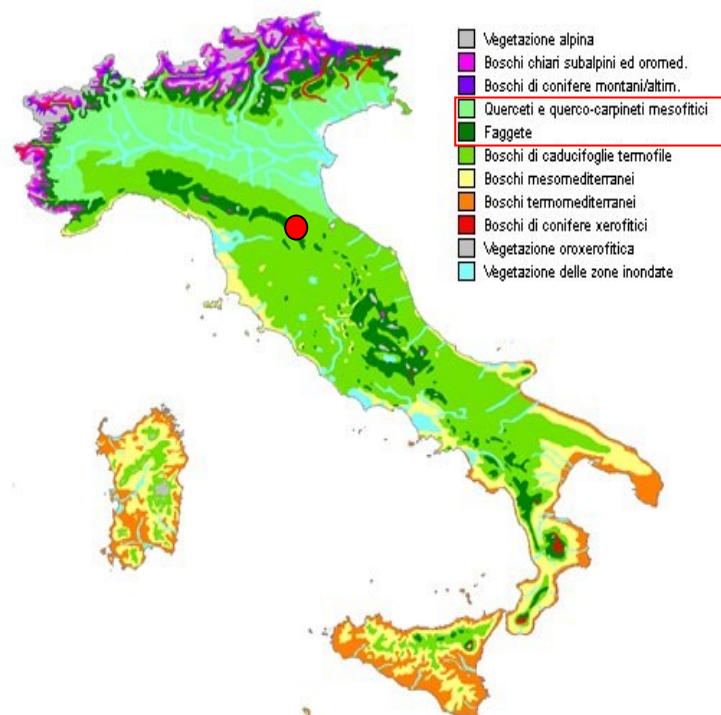 Vegetazione alpina
Boschi chiari subalpini ed oromed.
Boschi di conifere montani/altim.
Querceti e querco-carpineti mesofitici
Faggete
Boschi di caducifoglie termofile
Boschi mesomediterranei
Boschi termomediterranei
Boschi di conifere xerofitici
Vegetazione oroxerofitica
Vegetazione delle zone inondate